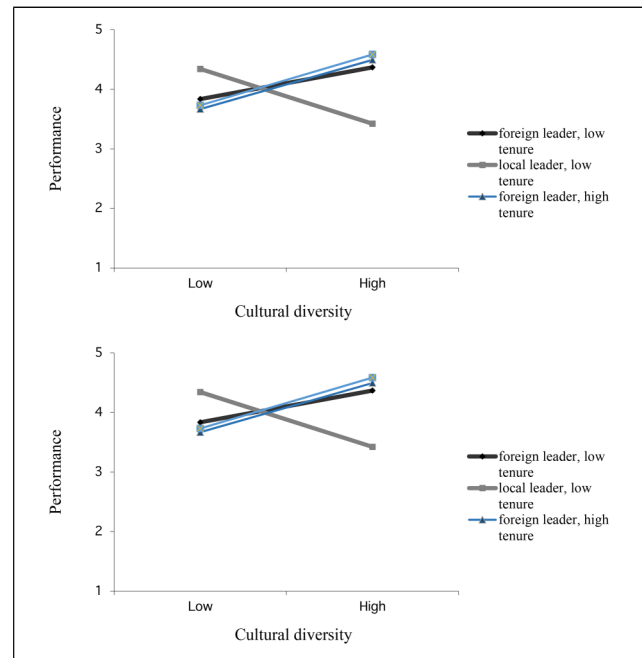 5
4
3
2
1
Performance
Low
High
Cultural diversity
foreign leader, low
tenure
local leader, low
tenure
foreign leader, high
tenure
5
4
3
2
1
Performance
Low
High
Cultural diversity
foreign leader, low
tenure
local leader, low
tenure
foreign leader, high
tenure